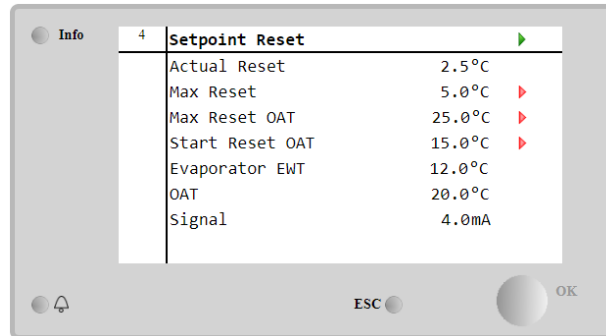 Info
4 Setpoint Reset
Actual Reset 2.5°C
Max Reset 5.0°C
Max Reset OAT 25.0°C
Start Reset OAT 15.0°C
Evaporator EWT 12.0°C
OAT 20.0°C
Signal 4.0mA
ESC OK